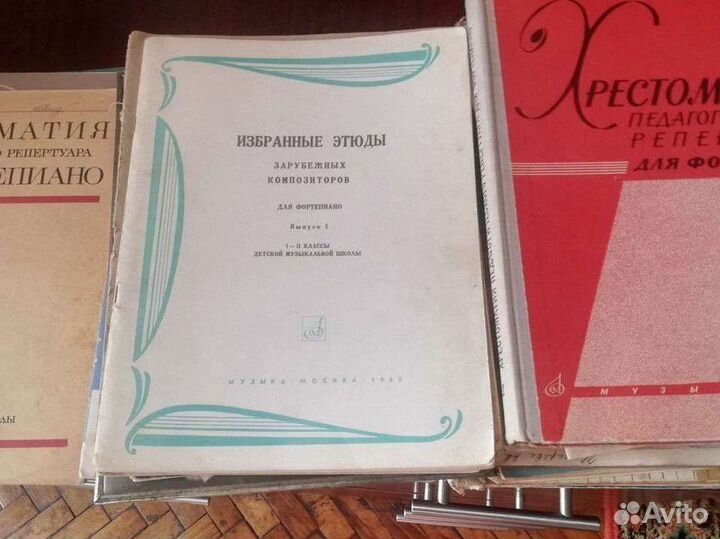 МАТИЯ
О РЕПЕРТУАРА
ЕПИАНО
ИЗБРАННЫЕ ЭТЮДЫ
ЗАРУБЕЖНЫХ
КОМПОЗИТОРОВ
ДЛЯ ФОРТЕПИАНО
Выпуск I
I—II КЛАССЫ
ДЕТСКОЙ МУЗЫКАЛЬНОЙ ШКОЛЫ
МУЗЫКА · МОСКВА · 1965
ХРЕСТОМ
ПЕДАГОГ
РЕПЕ
ДЛЯ ФО
МУЗЫ
Avito